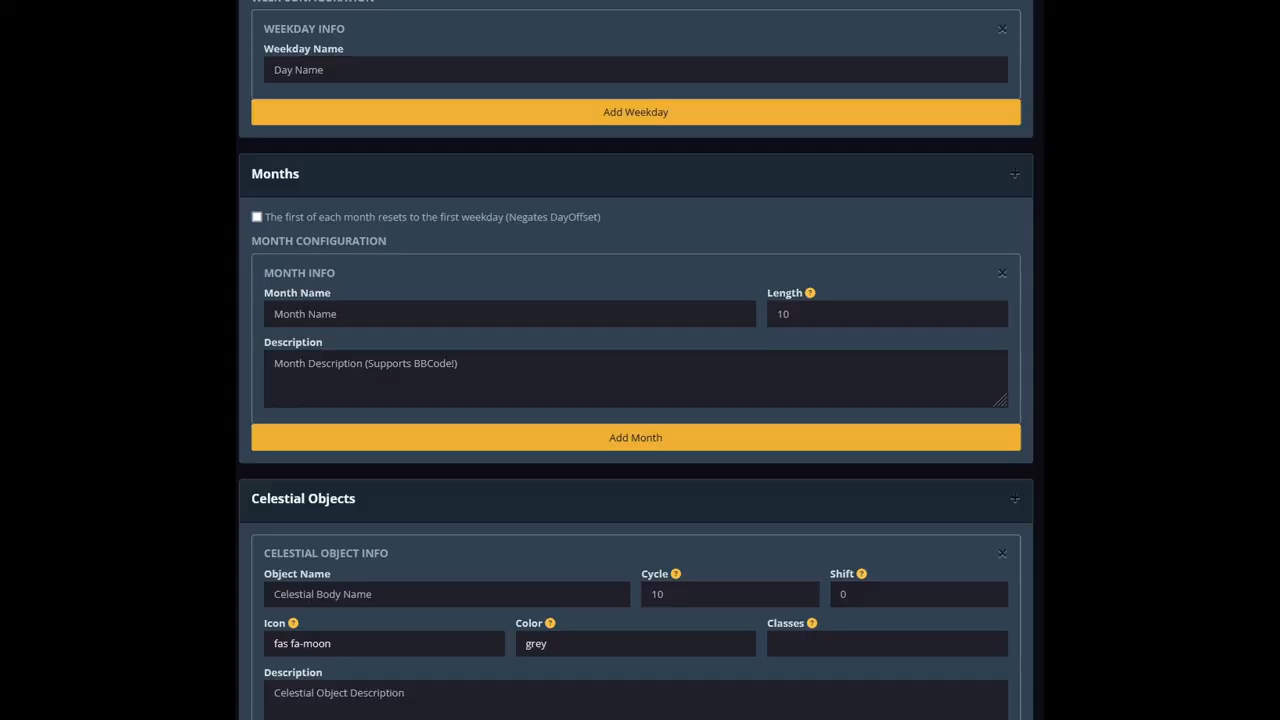 WEEK CONFIGURATION
WEEKDAY INFO
Weekday Name
Day Name
Add Weekday
Months
The first of each month resets to the first weekday (Negates DayOffset)
MONTH CONFIGURATION
MONTH INFO
Month Name Length ?
Month Name 10
Description
Month Description (Supports BBCode!)
Add Month
Celestial Objects
CELESTIAL OBJECT INFO
Object Name Cycle ? Shift ?
Celestial Body Name 10 0
Icon ? Color ? Classes ?
fas fa-moon grey
Description
Celestial Object Description